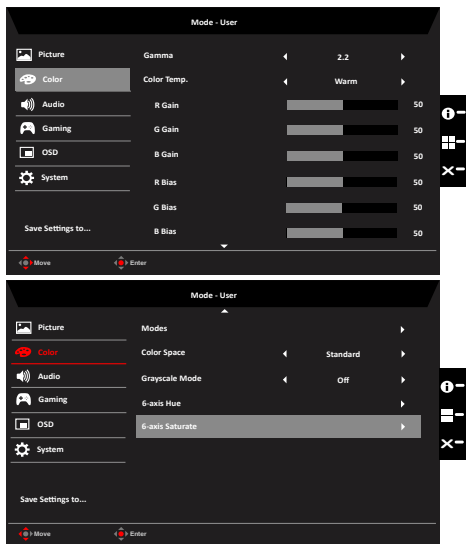 Mode - User
Picture
Gamma 2.2
Color
Color Temp. Warm
Audio
R Gain 50
Gaming
G Gain 50
OSD
B Gain 50
System
R Bias 50
G Bias 50
Save Settings to...
B Bias 50
Move Enter
Mode - User
Picture
Modes
Color
Color Space Standard
Audio
Grayscale Mode Off
Gaming
6-axis Hue
OSD
6-axis Saturate
System
Save Settings to...
Move Enter